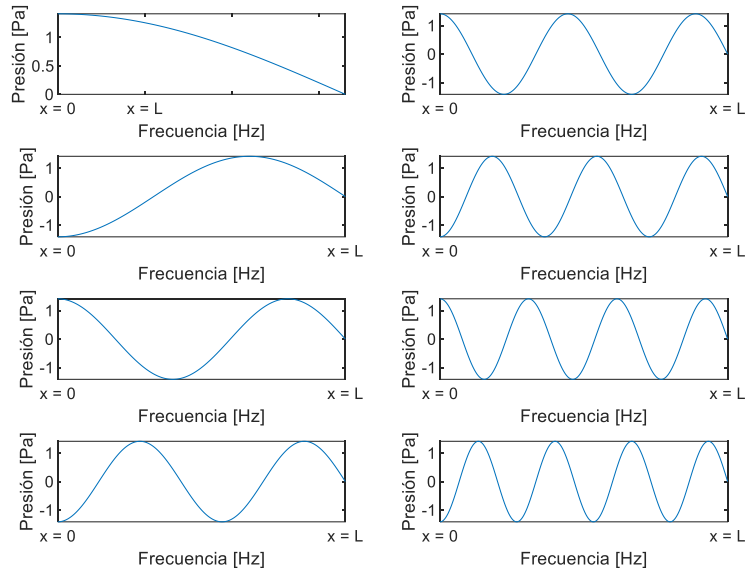 Presión [Pa]
1
0.5
0
x = 0
x = L
Frecuencia [Hz]
Presión [Pa]
1
0
-1
x = 0
x = L
Frecuencia [Hz]
Presión [Pa]
1
0
-1
x = 0
x = L
Frecuencia [Hz]
Presión [Pa]
1
0
-1
x = 0
x = L
Frecuencia [Hz]
Presión [Pa]
1
0
-1
x = 0
x = L
Frecuencia [Hz]
Presión [Pa]
1
0
-1
x = 0
x = L
Frecuencia [Hz]
Presión [Pa]
1
0
-1
x = 0
x = L
Frecuencia [Hz]
Presión [Pa]
1
0
-1
x = 0
x = L
Frecuencia [Hz]